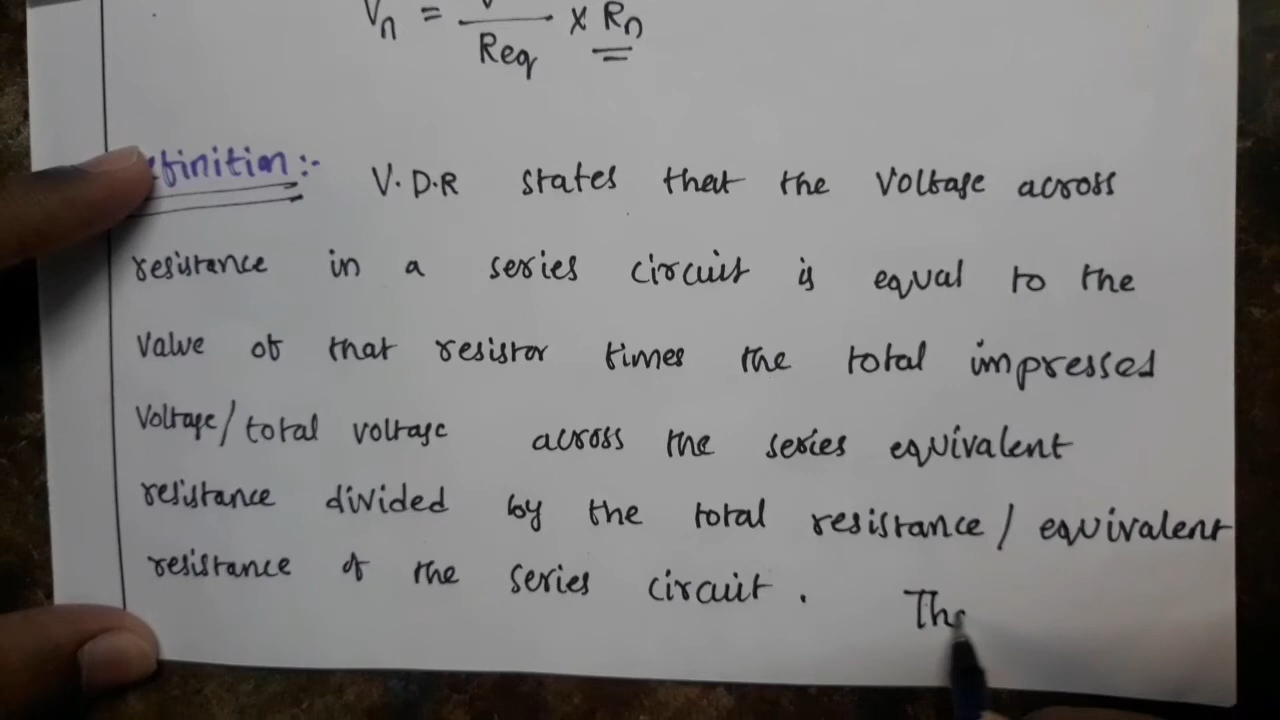 Vn = / Req × Rn
efinition:- V.D.R states that the Voltage across
resistance in a series circuit is equal to the
Value of that resistor times the total impressed
Voltage/total voltage across the series equivalent
resistance divided by the total resistance / equivalent
resistance of the series circuit. Th